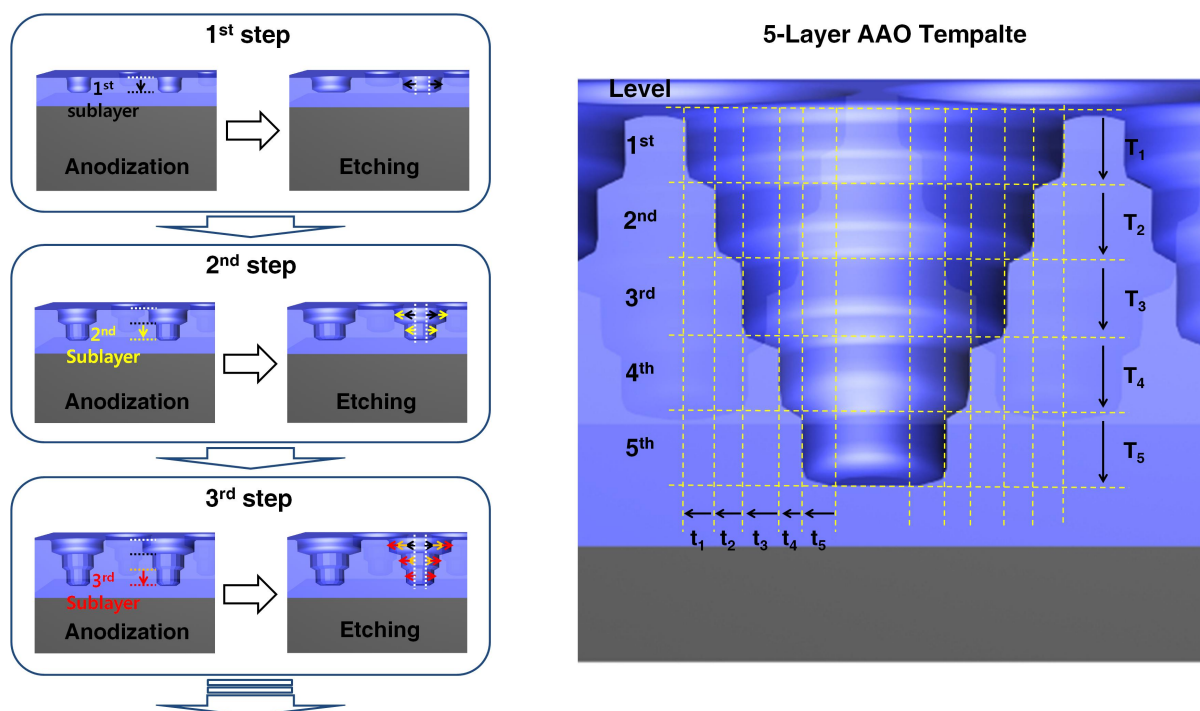 1st step
1st
sublayer
Anodization
Etching
2nd step
2nd
Sublayer
Anodization
Etching
3rd step
3rd
Sublayer
Anodization
Etching
5-Layer AAO Tempalte
Level
1st
T1
2nd
T2
3rd
T3
4th
T4
5th
T5
t1 t2 t3 t4 t5